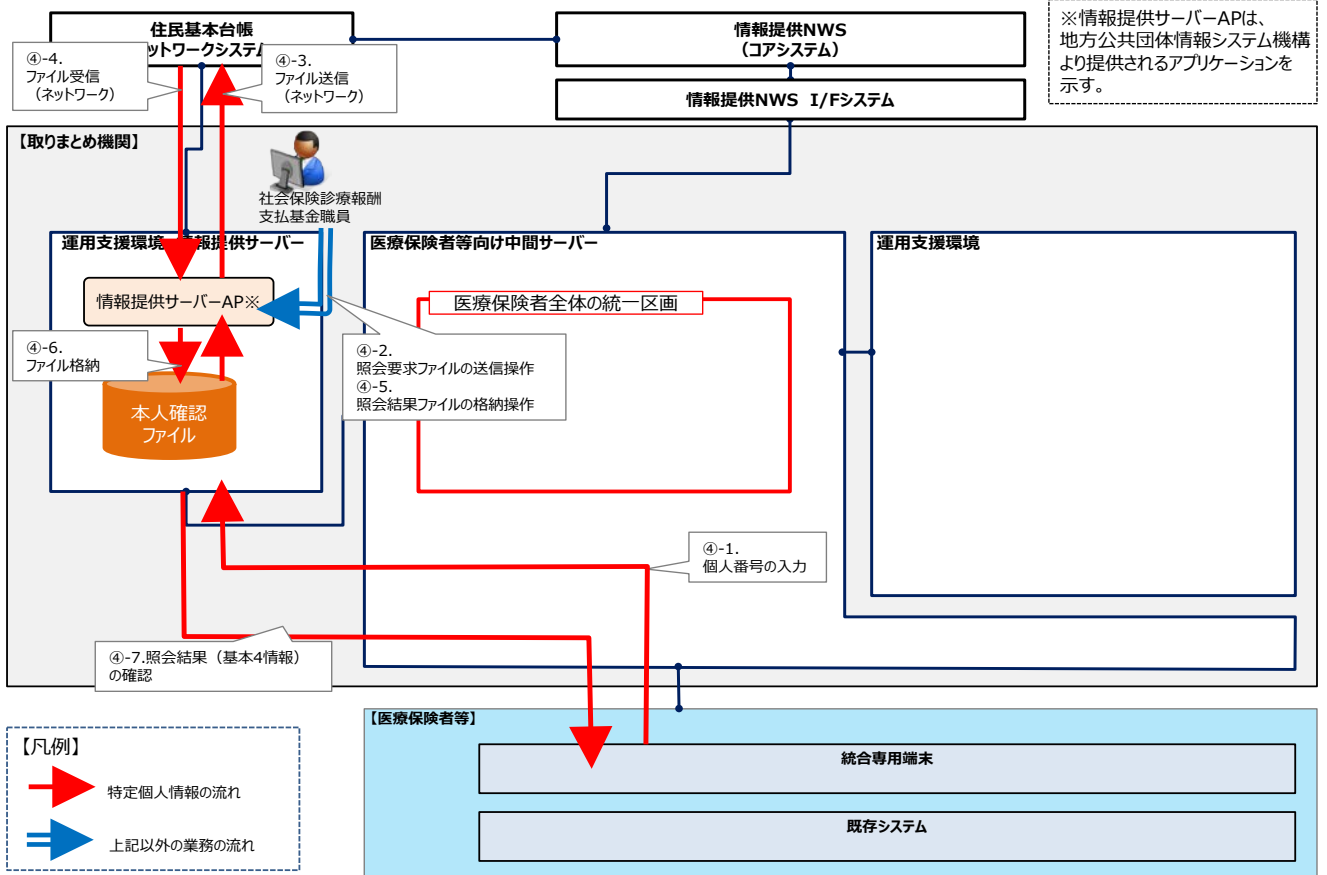 住民基本台帳
ットワークシステム
情報提供NWS
(コアシステム)
※情報提供サーバーAPは、
地方公共団体情報システム機構
より提供されるアプリケーションを
示す。
④-4.
ファイル受信
(ネットワーク)
④-3.
ファイル送信
(ネットワーク)
情報提供NWS I/Fシステム
【取りまとめ機関】
社会保険診療報酬
支払基金職員
運用支援環境 情報提供サーバー
医療保険者等向け中間サーバー
運用支援環境
情報提供サーバーAP※
医療保険者全体の統一区画
④-6.
ファイル格納
④-2.
照会要求ファイルの送信操作
④-5.
照会結果ファイルの格納操作
本人確認
ファイル
④-1.
個人番号の入力
④-7.照会結果(基本4情報)
の確認
【医療保険者等】
統合専用端末
既存システム
【凡例】
特定個人情報の流れ
上記以外の業務の流れ